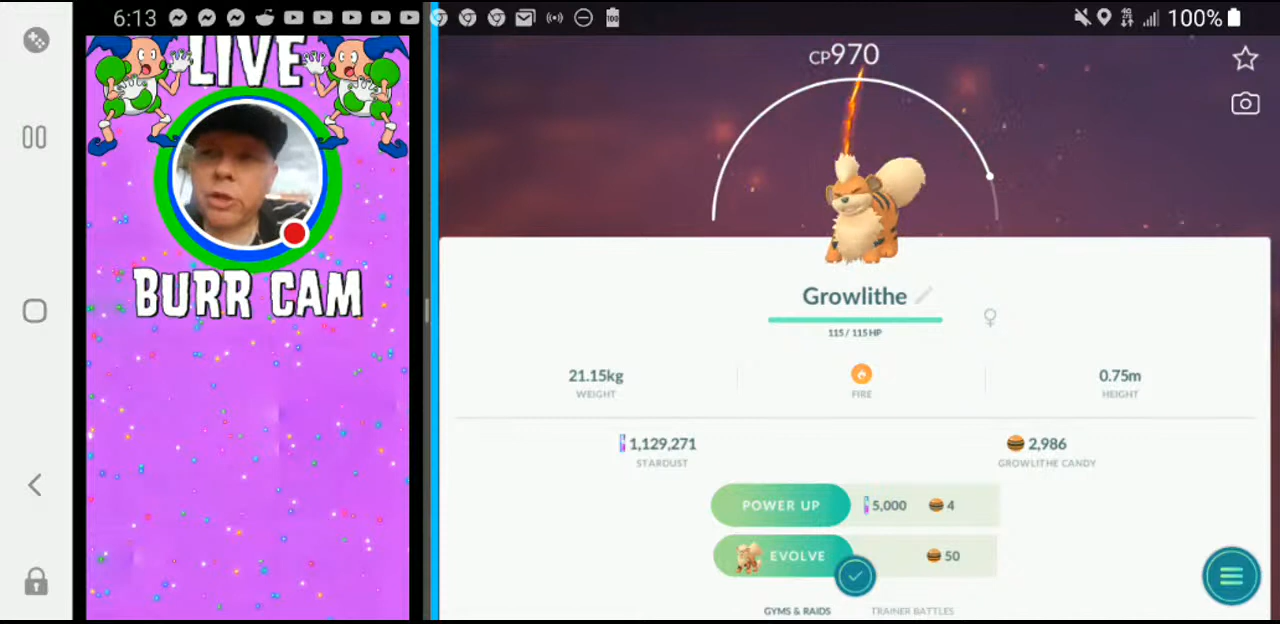 6:13
100%
LIVE
BURR CAM
CP970
Growlithe
115 / 115 HP
21.15kg
WEIGHT
FIRE
0.75m
HEIGHT
1,129,271
STARDUST
2,986
GROWLITHE CANDY
POWER UP 5,000 4
EVOLVE 50
GYMS & RAIDS TRAINER BATTLES